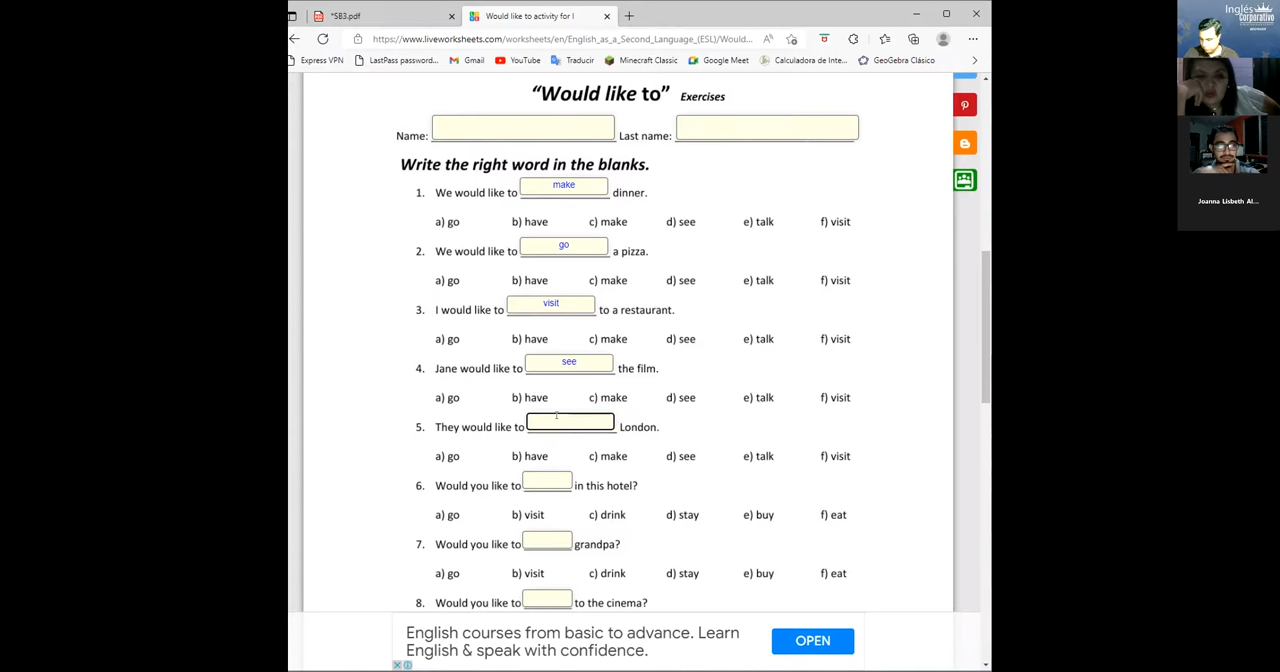 *SB3.pdf
Would like to activity for I
https://www.liveworksheets.com/worksheets/en/English_as_a_Second_Language_(ESL)/Would...
Express VPN LastPass password... Gmail YouTube Traducir Minecraft Classic Google Meet Calculadora de Inte... GeoGebra Clásico
Inglés
Corporativo
Joanna Lisbeth Al...
“Would like to” Exercises
Name: Last name:
Write the right word in the blanks.
1. We would like to make dinner.
a) go b) have c) make d) see e) talk f) visit
2. We would like to go a pizza.
a) go b) have c) make d) see e) talk f) visit
3. I would like to visit to a restaurant.
a) go b) have c) make d) see e) talk f) visit
4. Jane would like to see the film.
a) go b) have c) make d) see e) talk f) visit
5. They would like to London.
a) go b) have c) make d) see e) talk f) visit
6. Would you like to in this hotel?
a) go b) visit c) drink d) stay e) buy f) eat
7. Would you like to grandpa?
a) go b) visit c) drink d) stay e) buy f) eat
8. Would you like to to the cinema?
English courses from basic to advance. Learn
English & speak with confidence.
OPEN